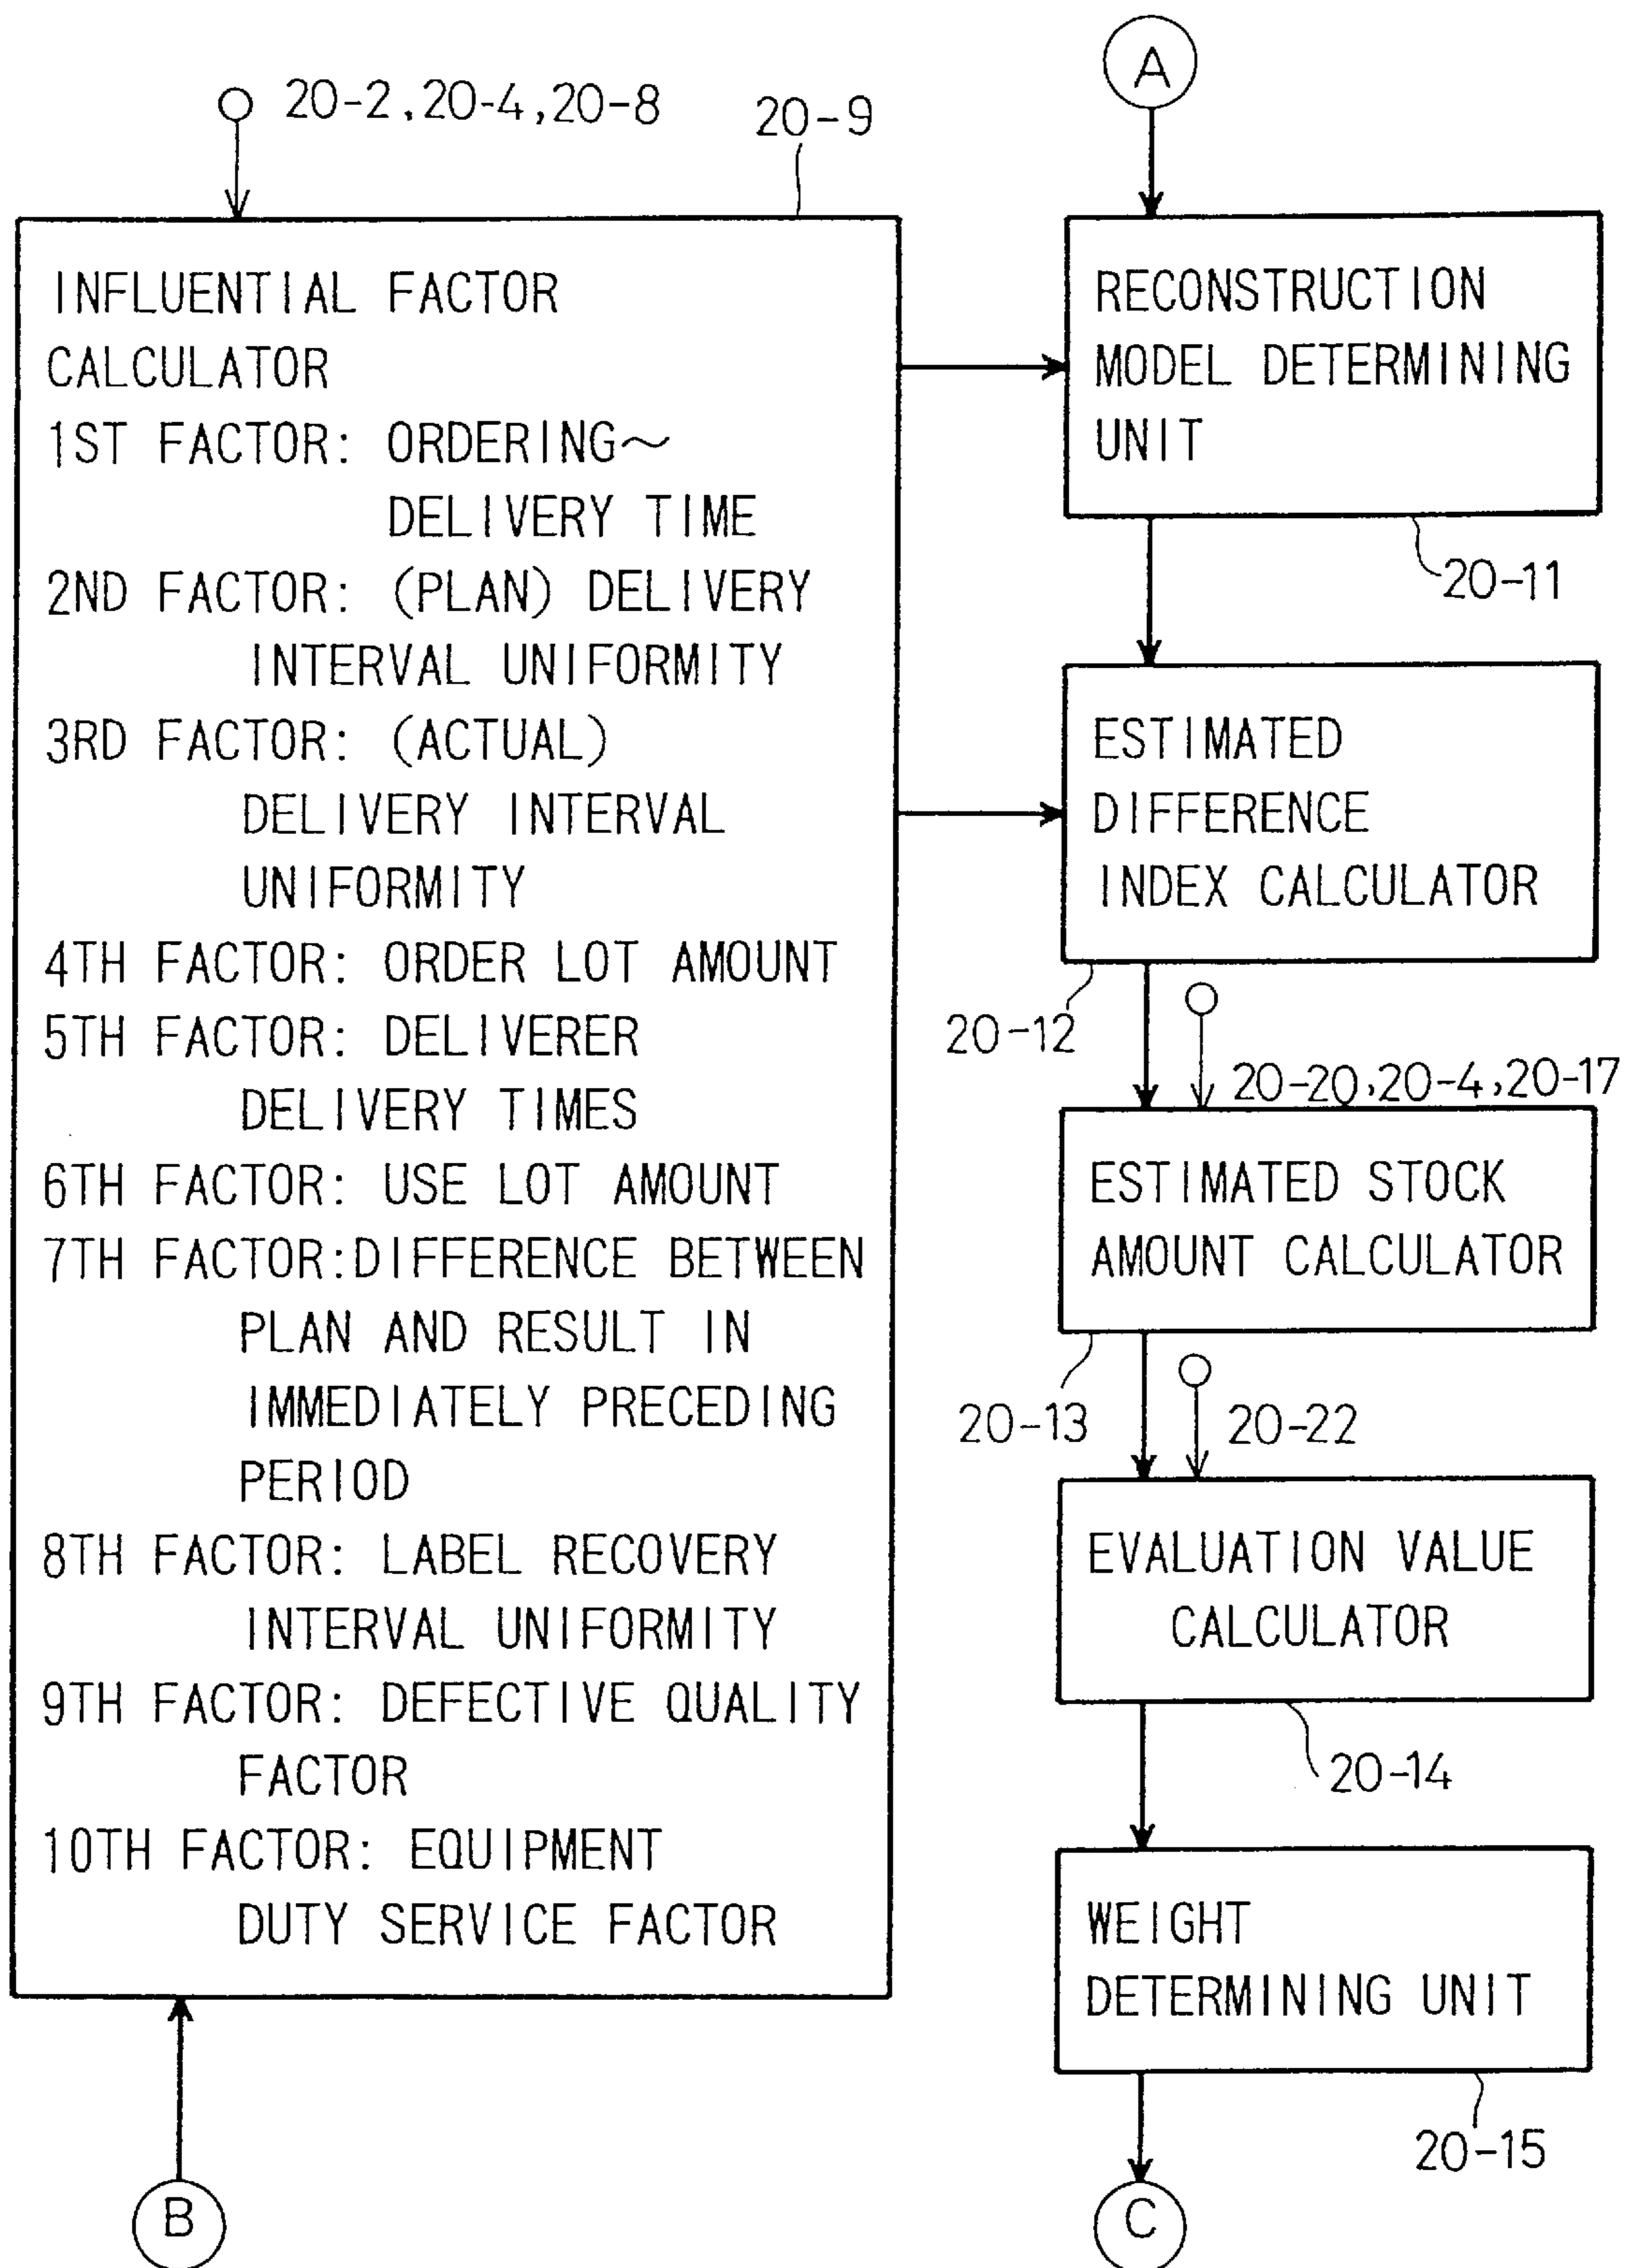 20-2,20-4,20-8
20-9
INFLUENTIAL FACTOR
CALCULATOR
1ST FACTOR: ORDERING~
DELIVERY TIME
2ND FACTOR: (PLAN) DELIVERY
INTERVAL UNIFORMITY
3RD FACTOR: (ACTUAL)
DELIVERY INTERVAL
UNIFORMITY
4TH FACTOR: ORDER LOT AMOUNT
5TH FACTOR: DELIVERER
DELIVERY TIMES
6TH FACTOR: USE LOT AMOUNT
7TH FACTOR:DIFFERENCE BETWEEN
PLAN AND RESULT IN
IMMEDIATELY PRECEDING
PERIOD
8TH FACTOR: LABEL RECOVERY
INTERVAL UNIFORMITY
9TH FACTOR: DEFECTIVE QUALITY
FACTOR
10TH FACTOR: EQUIPMENT
DUTY SERVICE FACTOR
B
A
RECONSTRUCTION
MODEL DETERMINING
UNIT
20-11
ESTIMATED
DIFFERENCE
INDEX CALCULATOR
20-12
20-20,20-4,20-17
ESTIMATED STOCK
AMOUNT CALCULATOR
20-13
20-22
EVALUATION VALUE
CALCULATOR
20-14
WEIGHT
DETERMINING UNIT
20-15
C